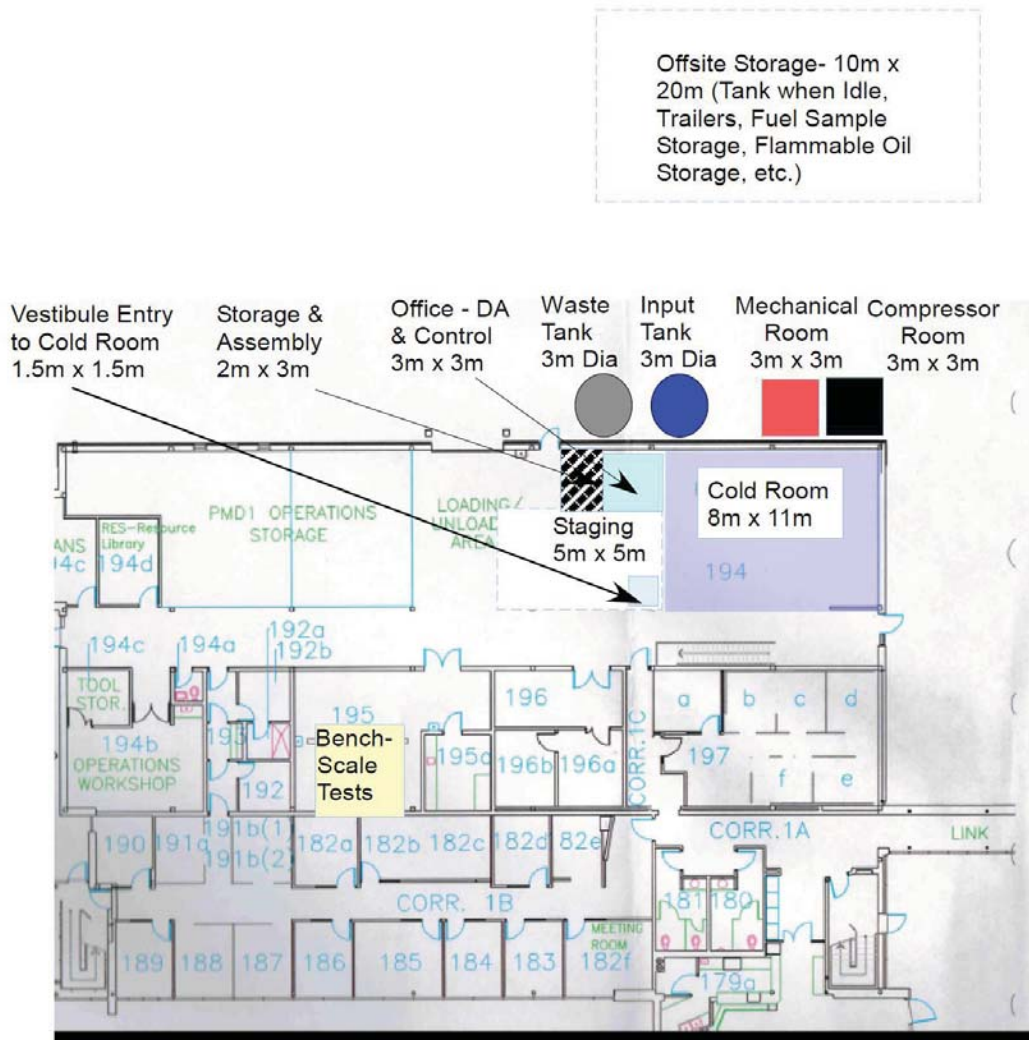 Offsite Storage- 10m x
20m (Tank when Idle,
Trailers, Fuel Sample
Storage, Flammable Oil
Storage, etc.)
Vestibule Entry
to Cold Room
1.5m x 1.5m
Storage &
Assembly
2m x 3m
Office - DA
& Control
3m x 3m
Waste
Tank
3m Dia
Input
Tank
3m Dia
Mechanical
Room
3m x 3m
Compressor
Room
3m x 3m
PMD1 OPERATIONS
STORAGE
LOADING/
UNLOAD
AREA
Staging
5m x 5m
Cold Room
8m x 11m
194
RES-Resource
Library
194d
ANS
94c
194c
194a
192a
192b
TOOL
STOR.
194b
OPERATIONS
WORKSHOP
193
192
195
Bench-
Scale
Tests
195a
196
196b
196a
CORR.1C
a
b
c
d
197
f
e
190
191a
191b(1)
191b(2)
182a
182b
182c
182d
82e
CORR.1A
LINK
CORR. 1B
181
180
189
188
187
186
185
184
183
MEETING
ROOM
182f
179a